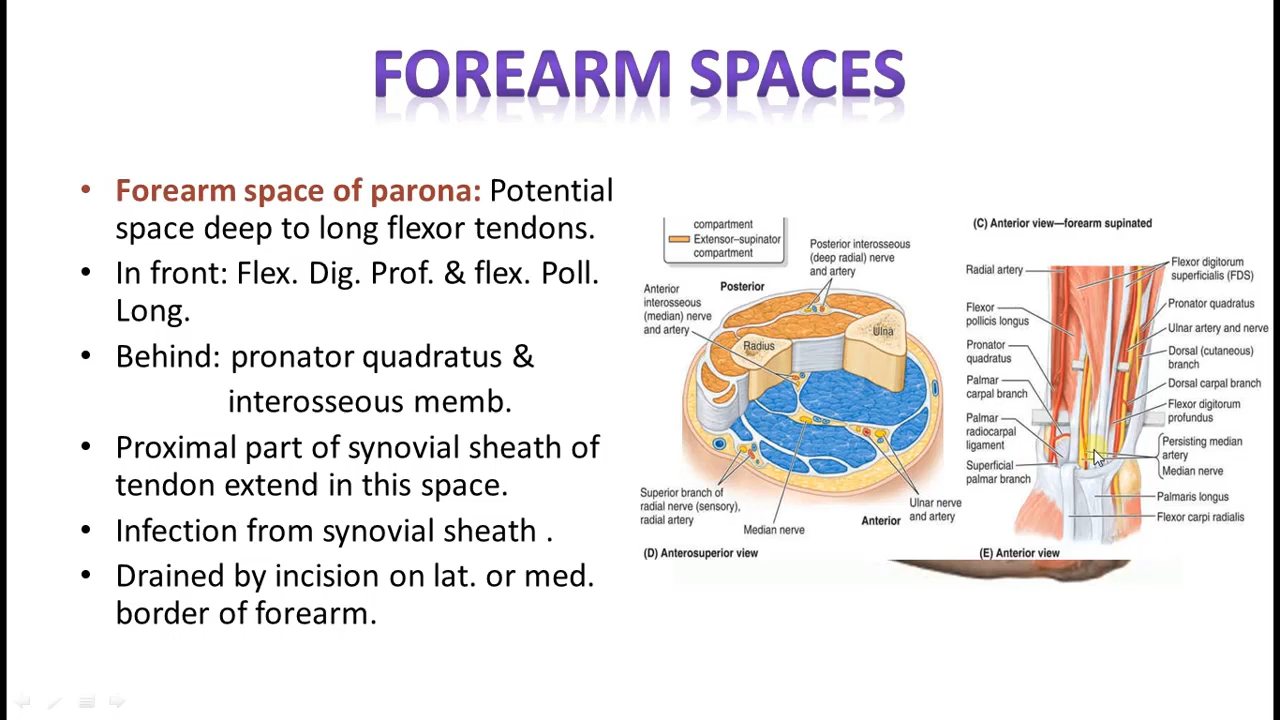 FOREARM SPACES
• Forearm space of parona: Potential
space deep to long flexor tendons.
• In front: Flex. Dig. Prof. & flex. Poll.
Long.
• Behind: pronator quadratus &
interosseous memb.
• Proximal part of synovial sheath of
tendon extend in this space.
• Infection from synovial sheath .
• Drained by incision on lat. or med.
border of forearm.
compartment
Extensor–supinator
compartment
Posterior interosseous
(deep radial) nerve
and artery
Posterior
Anterior
interosseous
(median) nerve
and artery
Radius
Ulna
Superior branch of
radial nerve (sensory),
radial artery
Median nerve
Anterior
Ulnar nerve
and artery
(D) Anterosuperior view
(C) Anterior view—forearm supinated
Radial artery
Flexor
pollicis longus
Pronator
quadratus
Palmar
carpal branch
Palmar
radiocarpal
ligament
Superficial
palmar branch
Flexor digitorum
superficialis (FDS)
Pronator quadratus
Ulnar artery and nerve
Dorsal (cutaneous)
branch
Dorsal carpal branch
Flexor digitorum
profundus
Persisting median
artery
Median nerve
Palmaris longus
Flexor carpi radialis
(E) Anterior view